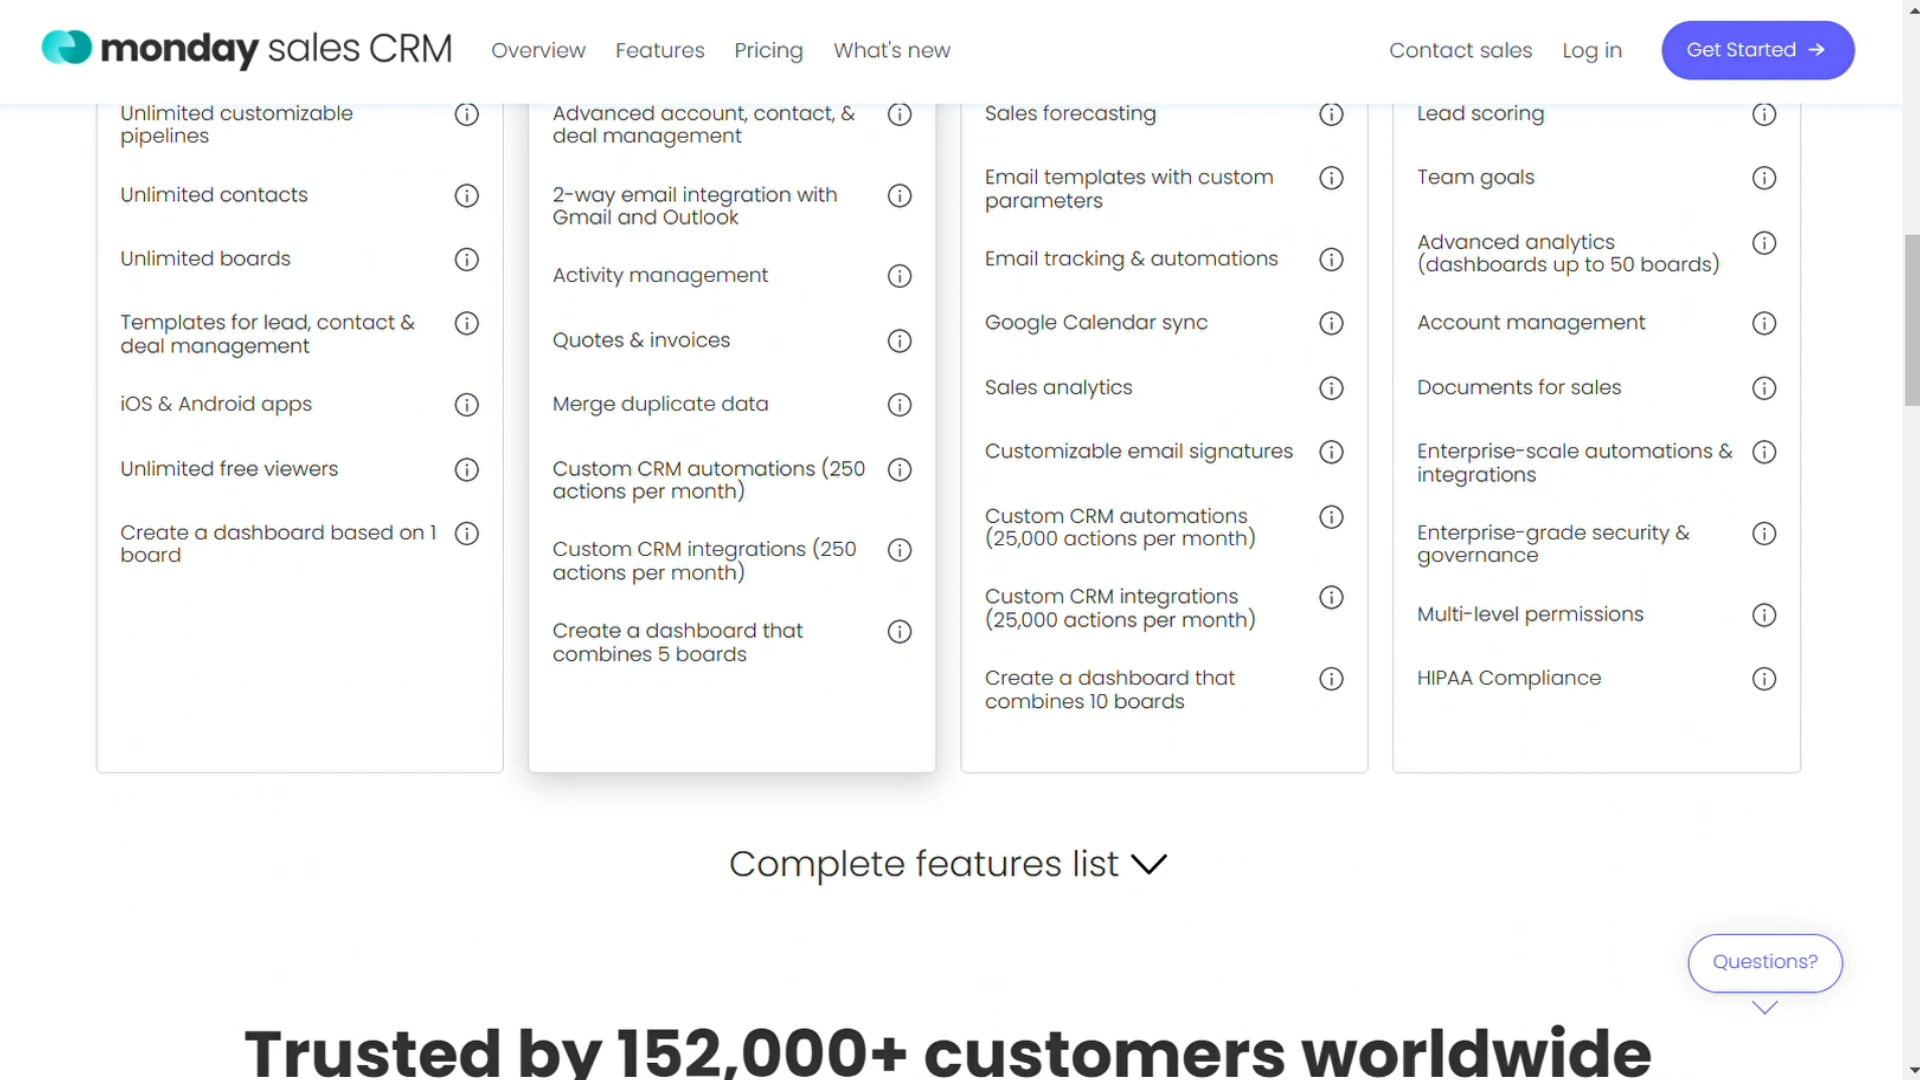 monday sales CRM
Overview
Features
Pricing
What's new
Contact sales
Log in
Get Started →
Unlimited customizable
pipelines
Unlimited contacts
Unlimited boards
Templates for lead, contact &
deal management
iOS & Android apps
Unlimited free viewers
Create a dashboard based on 1
board
Advanced account, contact, &
deal management
2-way email integration with
Gmail and Outlook
Activity management
Quotes & invoices
Merge duplicate data
Custom CRM automations (250
actions per month)
Custom CRM integrations (250
actions per month)
Create a dashboard that
combines 5 boards
Sales forecasting
Email templates with custom
parameters
Email tracking & automations
Google Calendar sync
Sales analytics
Customizable email signatures
Custom CRM automations
(25,000 actions per month)
Custom CRM integrations
(25,000 actions per month)
Create a dashboard that
combines 10 boards
Lead scoring
Team goals
Advanced analytics
(dashboards up to 50 boards)
Account management
Documents for sales
Enterprise-scale automations &
integrations
Enterprise-grade security &
governance
Multi-level permissions
HIPAA Compliance
Complete features list
Questions?
Trusted by 152,000+ customers worldwide